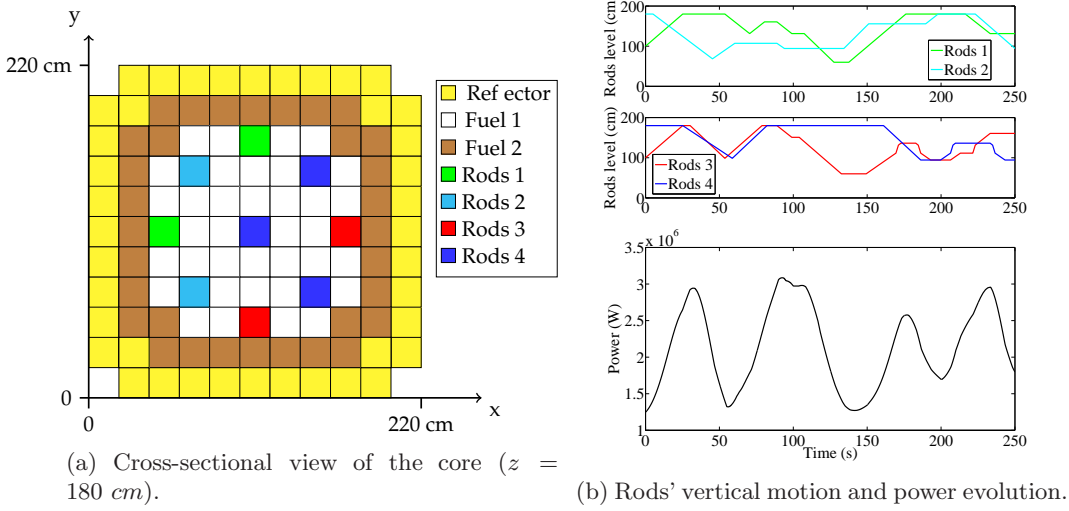 y
220 cm
0
0
220 cm
x
Ref ector
Fuel 1
Fuel 2
Rods 1
Rods 2
Rods 3
Rods 4
(a) Cross-sectional view of the core (z =
180 cm).
Rods level (cm)
200
100
0
0 50 100 150 200 250
Rods 1
Rods 2
Rods level (cm)
200
100
0
0 50 100 150 200 250
Rods 3
Rods 4
x 10^6
Power (W)
3.5
3
2.5
2
1.5
1
0 50 100 150 200 250
Time (s)
(b) Rods' vertical motion and power evolution.